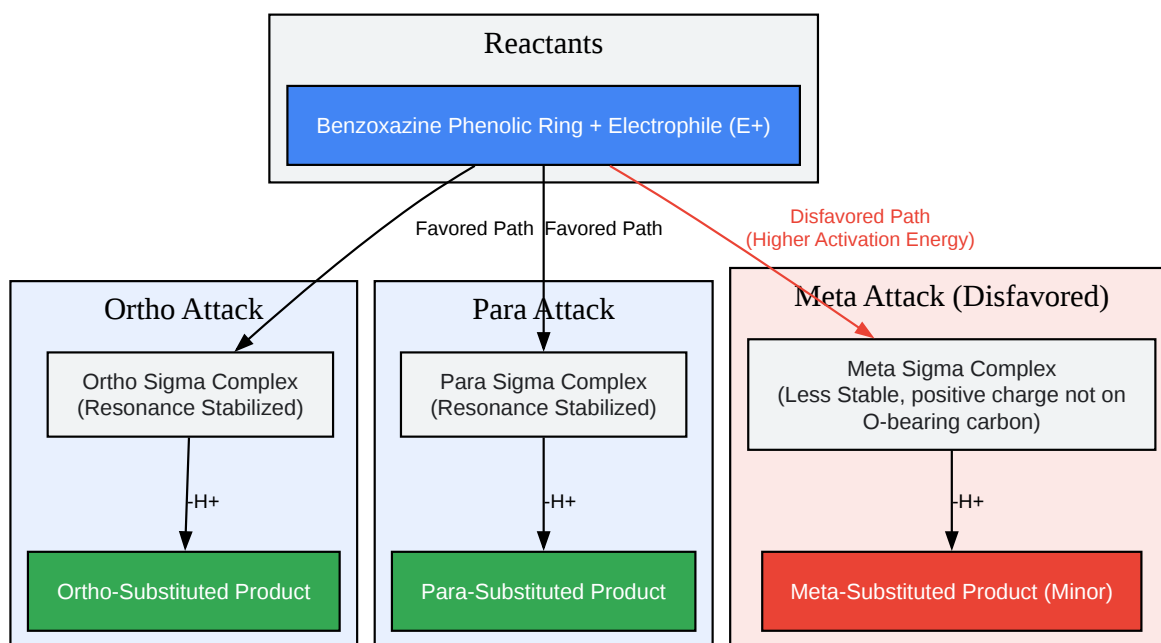 Reactants
Benzoxazine Phenolic Ring + Electrophile (E+)
Favored Path
Favored Path
Disfavored Path
(Higher Activation Energy)
Ortho Attack
Ortho Sigma Complex
(Resonance Stabilized)
-H+
Ortho-Substituted Product
Para Attack
Para Sigma Complex
(Resonance Stabilized)
-H+
Para-Substituted Product
Meta Attack (Disfavored)
Meta Sigma Complex
(Less Stable, positive charge not on
O-bearing carbon)
-H+
Meta-Substituted Product (Minor)